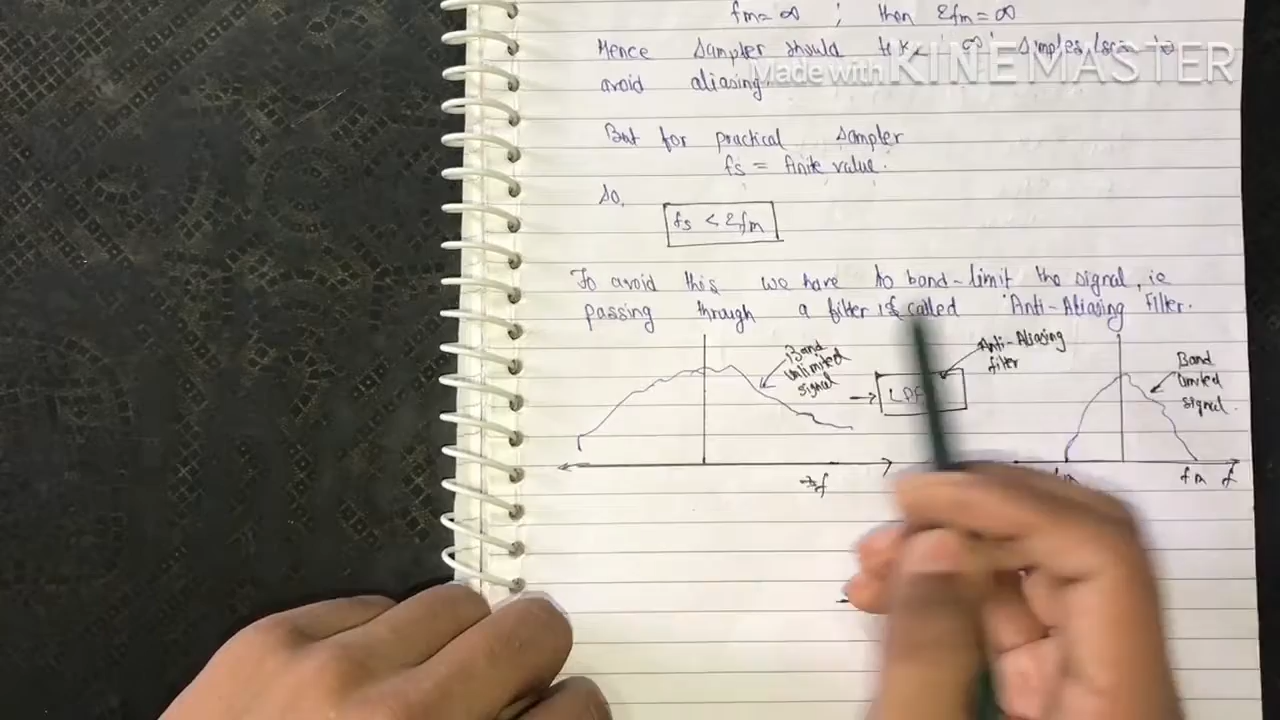 fm = ∞ ; then 2fm = ∞
Hence Sampler should '∞' Samples/sec to
Made with KINEMASTER
avoid aliasing
But for practical Sampler
fs = finite value.
So,
fs < 2fm
To avoid this we have to band-limit the signal, ie
passing through a filter is called 'Anti-Aliasing Filter.
Band
Unlimited
signal
LPF
Anti-Aliasing
filter
Band
limited
signal.
→f
fm f